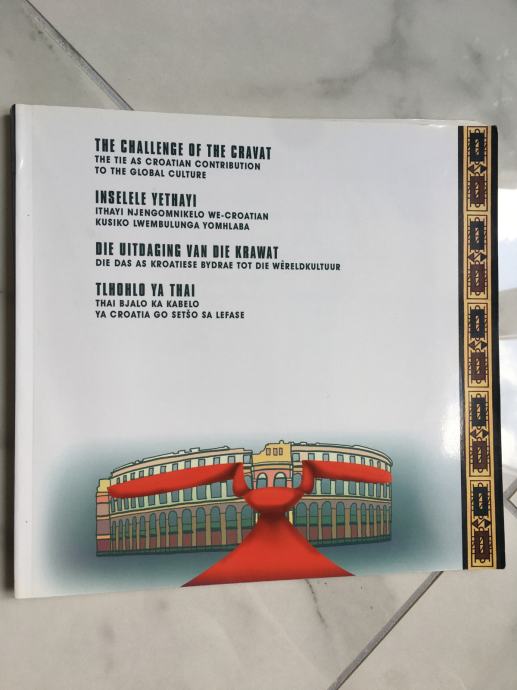 THE CHALLENGE OF THE CRAVAT
THE TIE AS CROATIAN CONTRIBUTION
TO THE GLOBAL CULTURE
INSELELE YETHAYI
ITHAYI NJENGOMNIKELO WE-CROATIAN
KUSIKO LWEMBULUNGA YOMHLABA
DIE UITDAGING VAN DIE KRAWAT
DIE DAS AS KROATIESE BYDRAE TOT DIE WÊRELDKULTUUR
TLHOHLO YA THAI
THAI BJALO KA KABELO
YA CROATIA GO SETŠO SA LEFASE